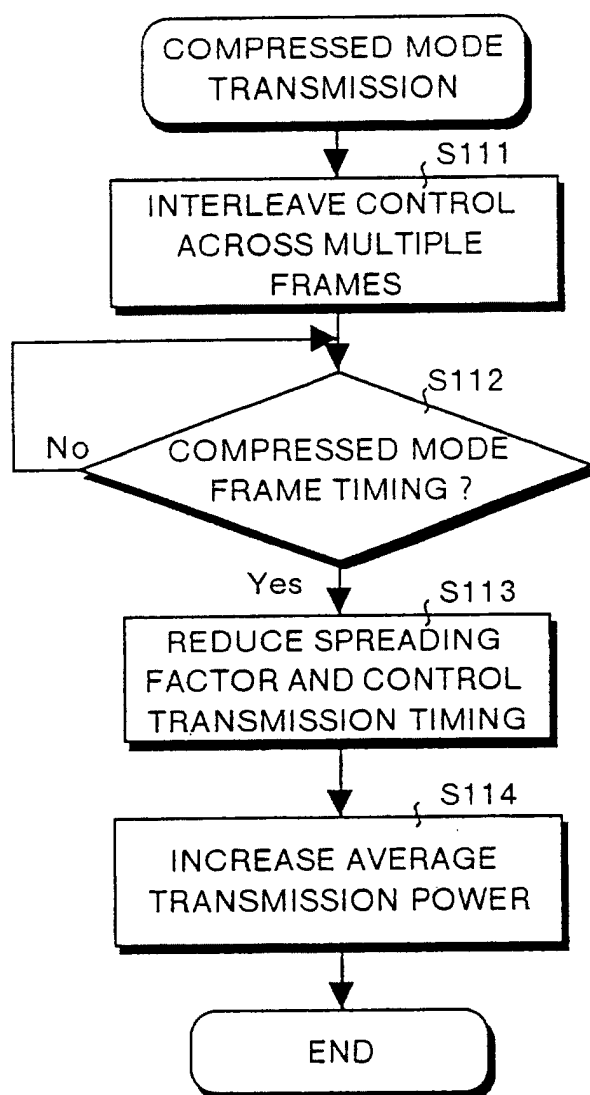 COMPRESSED MODE
TRANSMISSION
S111
INTERLEAVE CONTROL
ACROSS MULTIPLE
FRAMES
S112
No
COMPRESSED MODE
FRAME TIMING ?
Yes
S113
REDUCE SPREADING
FACTOR AND CONTROL
TRANSMISSION TIMING
S114
INCREASE AVERAGE
TRANSMISSION POWER
END